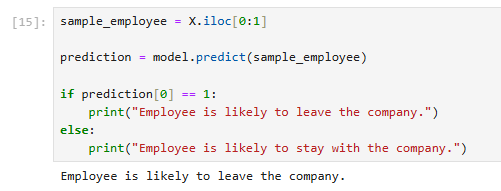 [15]: sample_employee = X.iloc[0:1]
prediction = model.predict(sample_employee)
if prediction[0] == 1:
    print("Employee is likely to leave the company.")
else:
    print("Employee is likely to stay with the company.")
Employee is likely to leave the company.